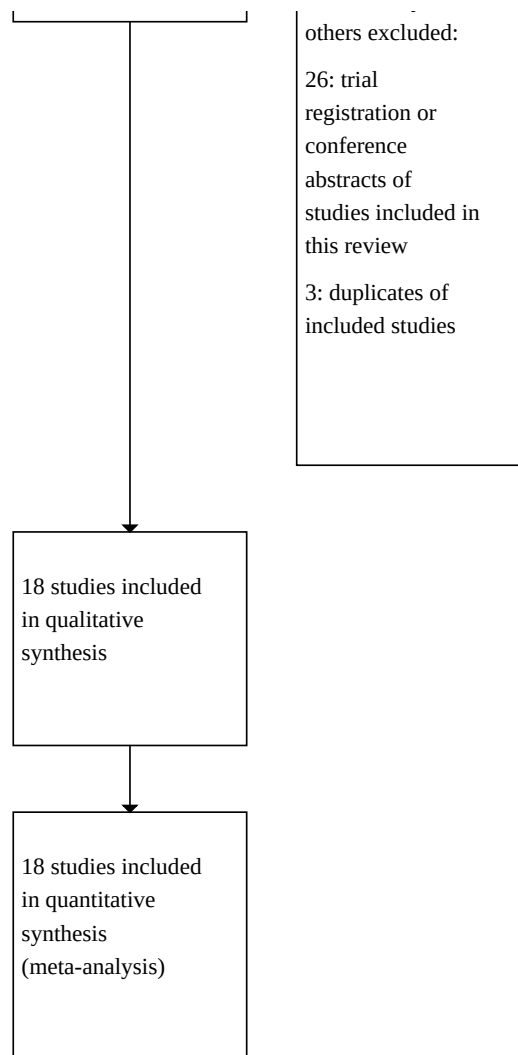 others excluded:
26: trial
registration or
conference
abstracts of
studies included in
this review
3: duplicates of
included studies
18 studies included
in qualitative
synthesis
18 studies included
in quantitative
synthesis
(meta-analysis)